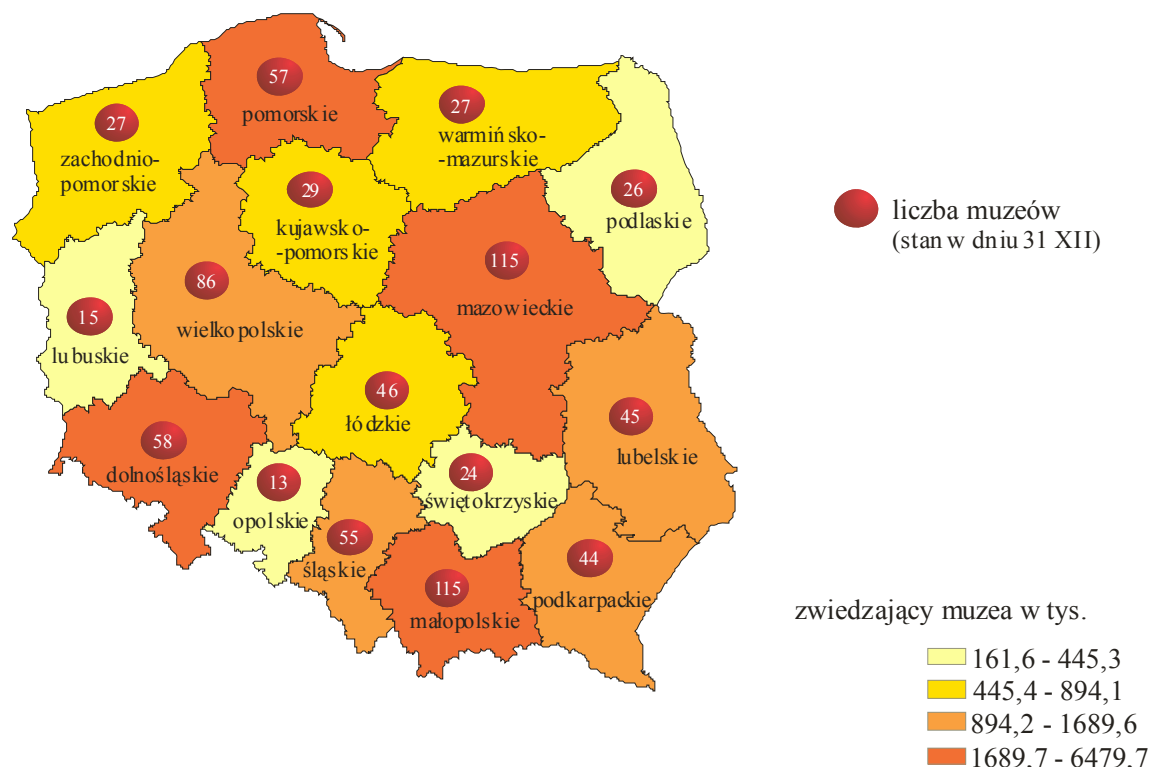 57
pomorskie
27
zachodnio-
pomorskie
27
warmińsko-
-mazurskie
29
kujawsko-
-pomorskie
26
podlaskie
115
mazowieckie
86
wielkopolskie
15
lubuskie
46
łódzkie
45
lubelskie
58
dolnośląskie
13
opolskie
24
świętokrzyskie
55
śląskie
115
małopolskie
44
podkarpackie
liczba muzeów
(stan w dniu 31 XII)
zwiedzający muzea w tys.
161,6 - 445,3
445,4 - 894,1
894,2 - 1689,6
1689,7 - 6479,7